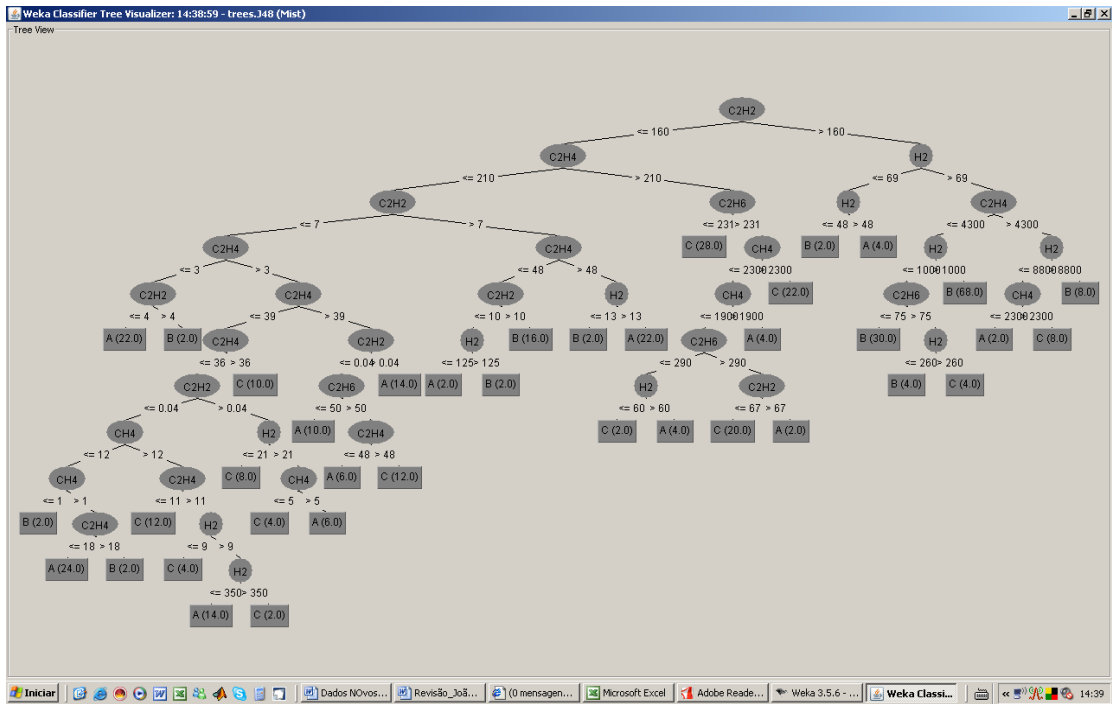 Weka Classifier Tree Visualizer: 14:38:59 - trees.J48 (Mist)
Tree View
C2H2
<= 160 > 160
C2H4 H2
<= 210 > 210 <= 69 > 69
C2H2 C2H6 H2 C2H4
<= 7 > 7 <= 231 > 231 <= 48 > 48 <= 4300 > 4300
C2H4 C2H4 C (28.0) CH4 B (2.0) A (4.0) H2 H2
<= 3 > 3 <= 48 > 48 <= 2300 2300 <= 1000 1000 <= 8800 8800
C2H2 C2H4 C2H2 H2 CH4 C (22.0) C2H6 B (68.0) CH4 B (8.0)
<= 4 > 4 <= 39 > 39 <= 10 > 10 <= 13 > 13 <= 1900 1900 <= 75 > 75 <= 2300 2300
A (22.0) B (2.0) C2H4 C2H2 H2 B (16.0) B (2.0) A (22.0) C2H6 A (4.0) B (30.0) H2 A (2.0) C (8.0)
<= 36 > 36 <= 0.04 0.04 <= 125 > 125 <= 290 > 290 <= 260 > 260
C2H2 C (10.0) C2H6 A (14.0) A (2.0) B (2.0) H2 C2H2 B (4.0) C (4.0)
<= 0.04 > 0.04 <= 50 > 50 <= 60 > 60 <= 67 > 67
CH4 H2 A (10.0) C2H4 C (2.0) A (4.0) C (20.0) A (2.0)
<= 12 > 12 <= 21 > 21 <= 48 > 48
CH4 C2H4 C (8.0) CH4 A (6.0) C (12.0)
<= 1 > 1 <= 11 > 11 <= 5 > 5
B (2.0) C2H4 C (12.0) H2 C (4.0) A (6.0)
<= 18 > 18 <= 9 > 9
A (24.0) B (2.0) C (4.0) H2
<= 350 > 350
A (14.0) C (2.0)
Iniciar Dados NOvos... Revisão_Joã... (0 mensagen... Microsoft Excel Adobe Reade... Weka 3.5.6 - ... Weka Classi... « 14:39